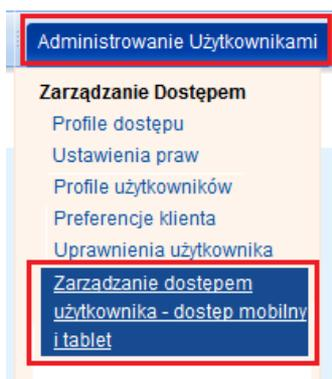 Administrowanie Użytkownikami
Zarządzanie Dostępem
Profile dostępu
Ustawienia praw
Profile użytkowników
Preferencje klienta
Uprawnienia użytkownika
Zarzadzanie dostępem
użytkownika - dostęp mobilny
i tablet